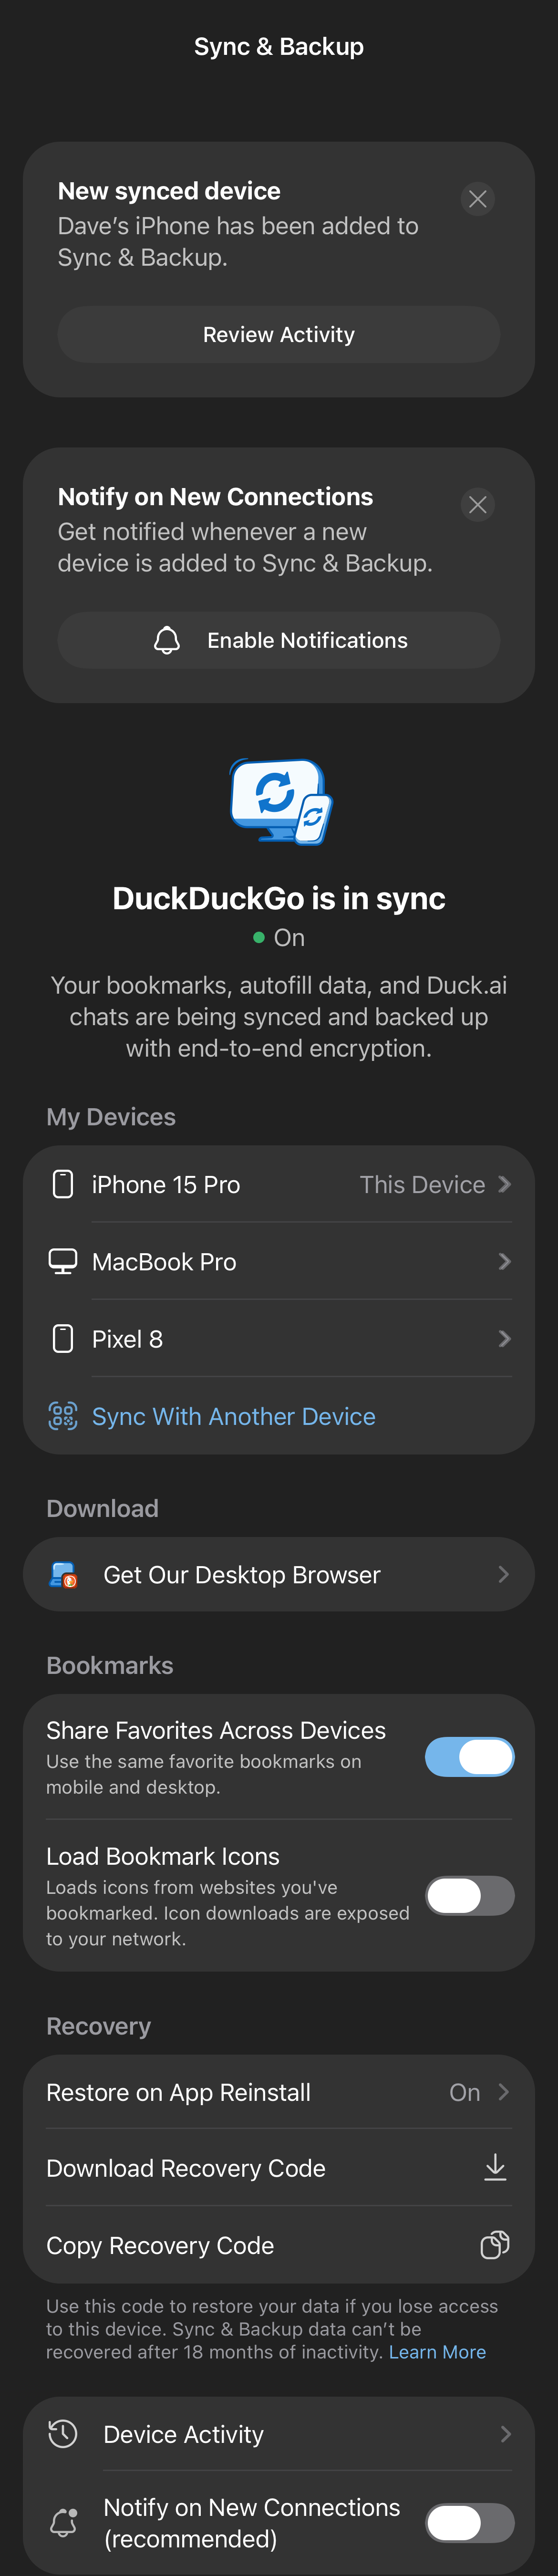 Sync & Backup
New synced device
Dave’s iPhone has been added to
Sync & Backup.
Review Activity
Notify on New Connections
Get notified whenever a new
device is added to Sync & Backup.
Enable Notifications
DuckDuckGo is in sync
On
Your bookmarks, autofill data, and Duck.ai
chats are being synced and backed up
with end-to-end encryption.
My Devices
iPhone 15 Pro This Device
MacBook Pro
Pixel 8
Sync With Another Device
Download
Get Our Desktop Browser
Bookmarks
Share Favorites Across Devices
Use the same favorite bookmarks on
mobile and desktop.
Load Bookmark Icons
Loads icons from websites you've
bookmarked. Icon downloads are exposed
to your network.
Recovery
Restore on App Reinstall On
Download Recovery Code
Copy Recovery Code
Use this code to restore your data if you lose access
to this device. Sync & Backup data can’t be
recovered after 18 months of inactivity. Learn More
Device Activity
Notify on New Connections
(recommended)